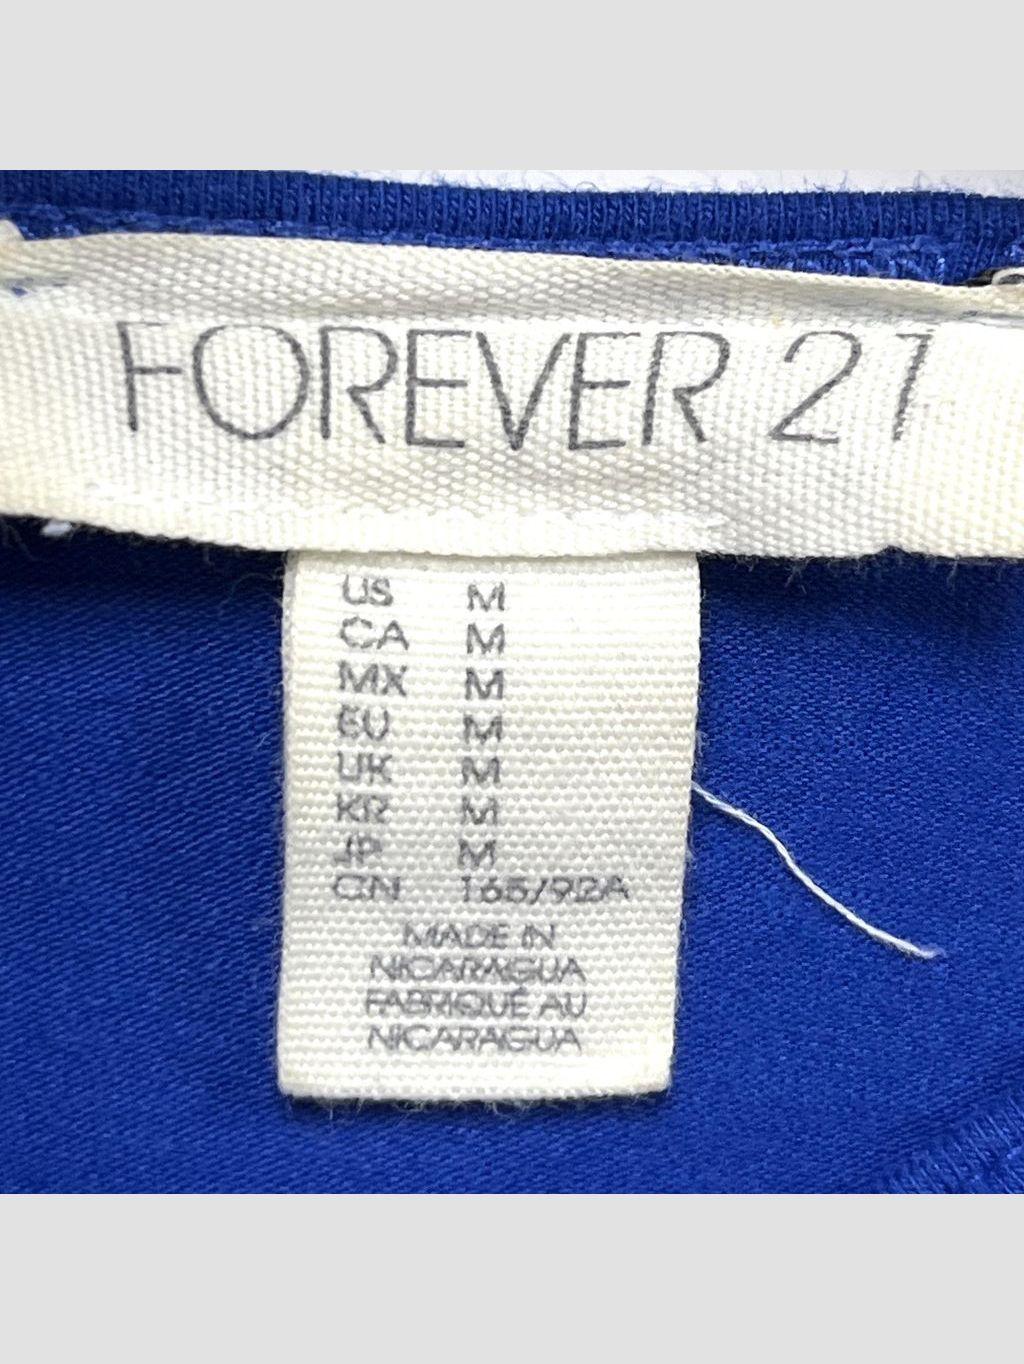 FOREVER 21
US M
CA M
MX M
EU M
UK M
KR M
JP M
CN 165/92A
MADE IN
NICARAGUA
FABRIQUÉ AU
NICARAGUA